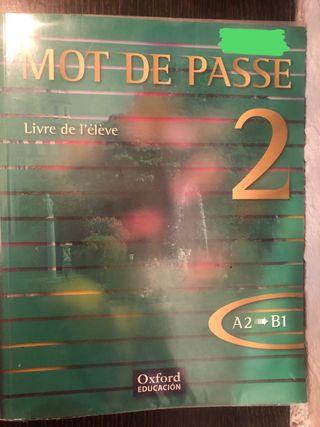 MOT DE PASSE
Livre de l'élève
2
A2 ➡ B1
Oxford
EDUCACIÓN